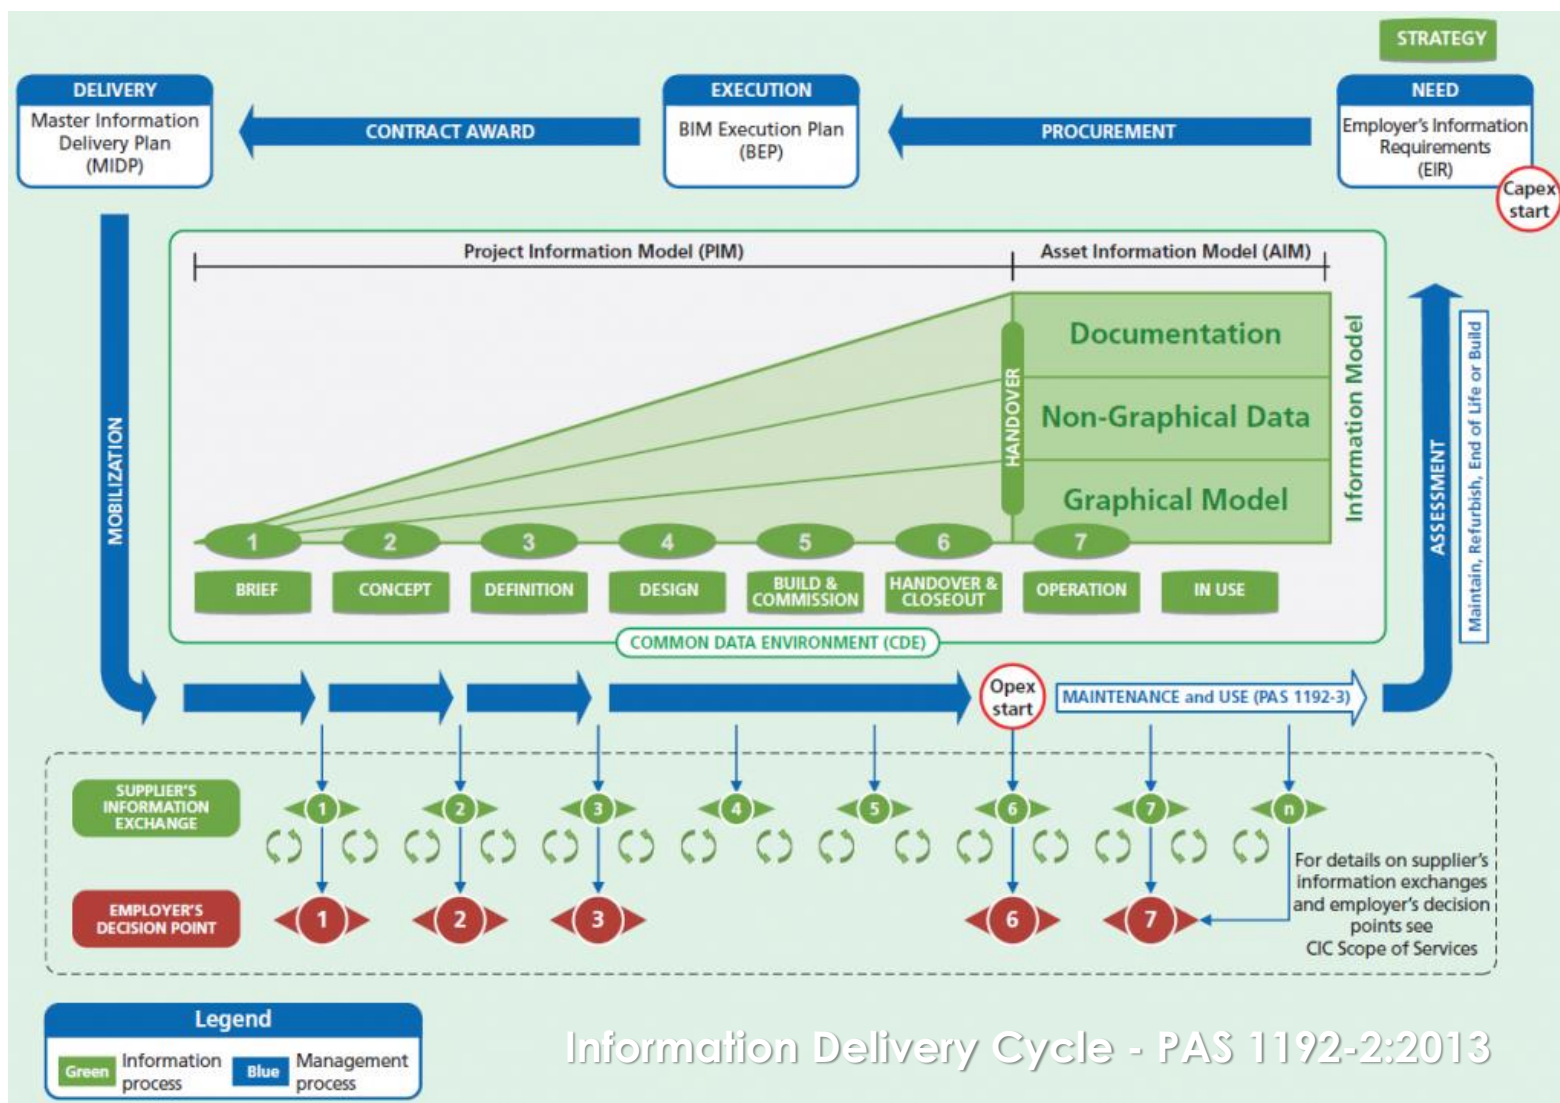 STRATEGY
DELIVERY
Master Information
Delivery Plan
(MIDP)
CONTRACT AWARD
EXECUTION
BIM Execution Plan
(BEP)
PROCUREMENT
NEED
Employer's Information
Requirements
(EIR)
Capex
start
Project Information Model (PIM)
Asset Information Model (AIM)
Documentation
Non-Graphical Data
Graphical Model
HANDOVER
Information Model
MOBILIZATION
ASSESSMENT
Maintain, Refurbish, End of Life or Build
1
2
3
4
5
6
7
BRIEF
CONCEPT
DEFINITION
DESIGN
BUILD &
COMMISSION
HANDOVER &
CLOSEOUT
OPERATION
IN USE
COMMON DATA ENVIRONMENT (CDE)
Opex
start
MAINTENANCE and USE (PAS 1192-3)
SUPPLIER'S
INFORMATION
EXCHANGE
1
2
3
4
5
6
7
n
EMPLOYER'S
DECISION POINT
1
2
3
6
7
For details on supplier's
information exchanges
and employer's decision
points see
CIC Scope of Services
Legend
Green
Information
process
Blue
Management
process
Information Delivery Cycle - PAS 1192-2:2013